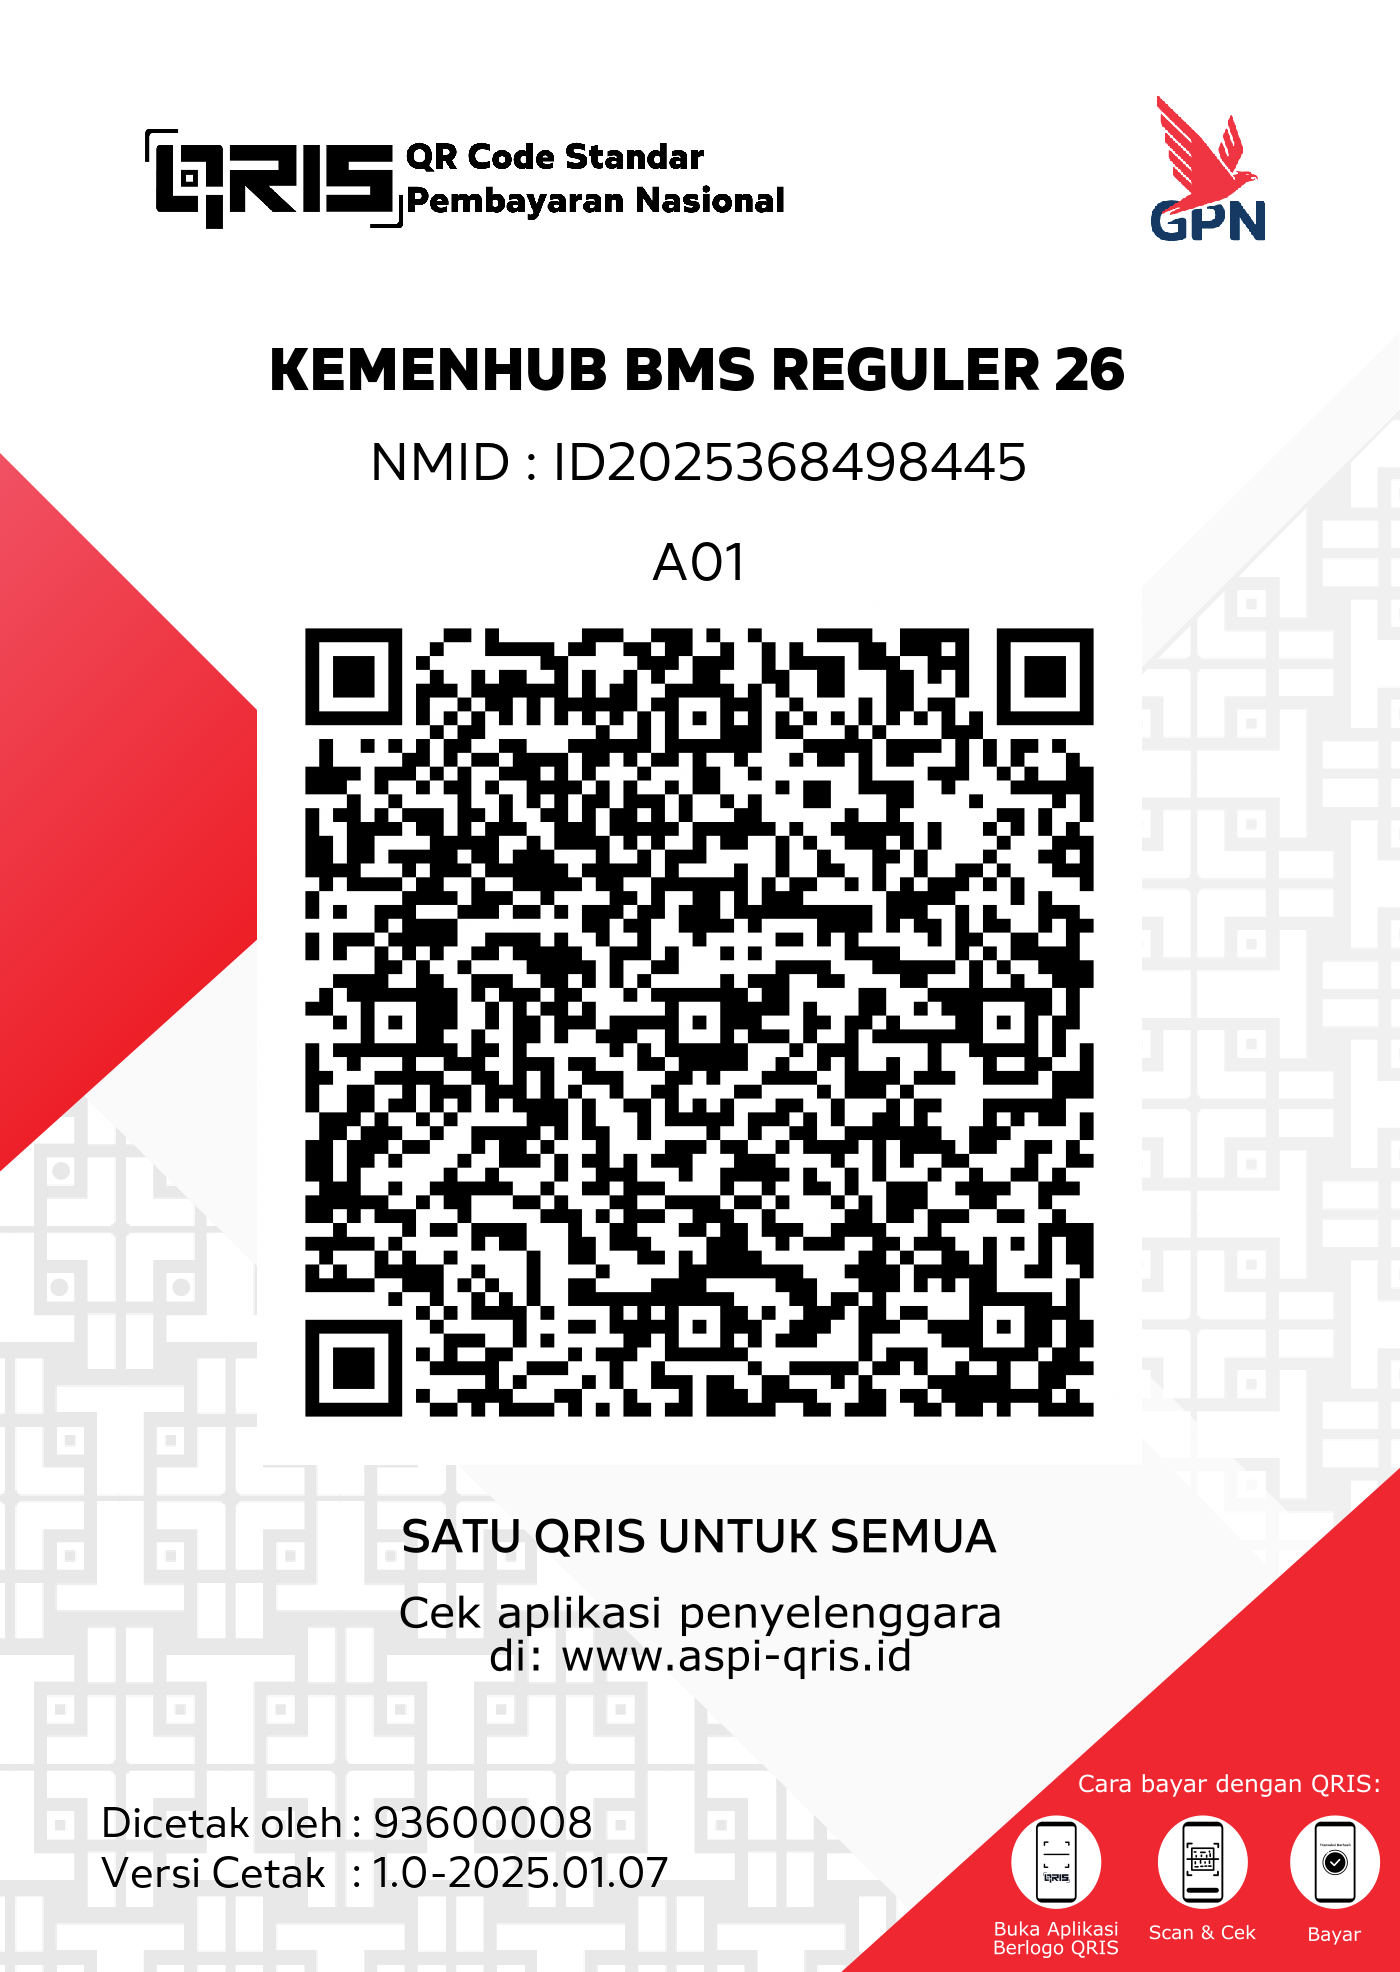 QRIS
QR Code Standar
Pembayaran Nasional
GPN
KEMENHUB BMS REGULER 26
NMID : ID2025368498445
A01
SATU QRIS UNTUK SEMUA
Cek aplikasi penyelenggara
di: www.aspi-qris.id
Dicetak oleh : 93600008
Versi Cetak : 1.0-2025.01.07
Cara bayar dengan QRIS:
QRIS
Buka Aplikasi
Berlogo QRIS
Scan & Cek
Bayar